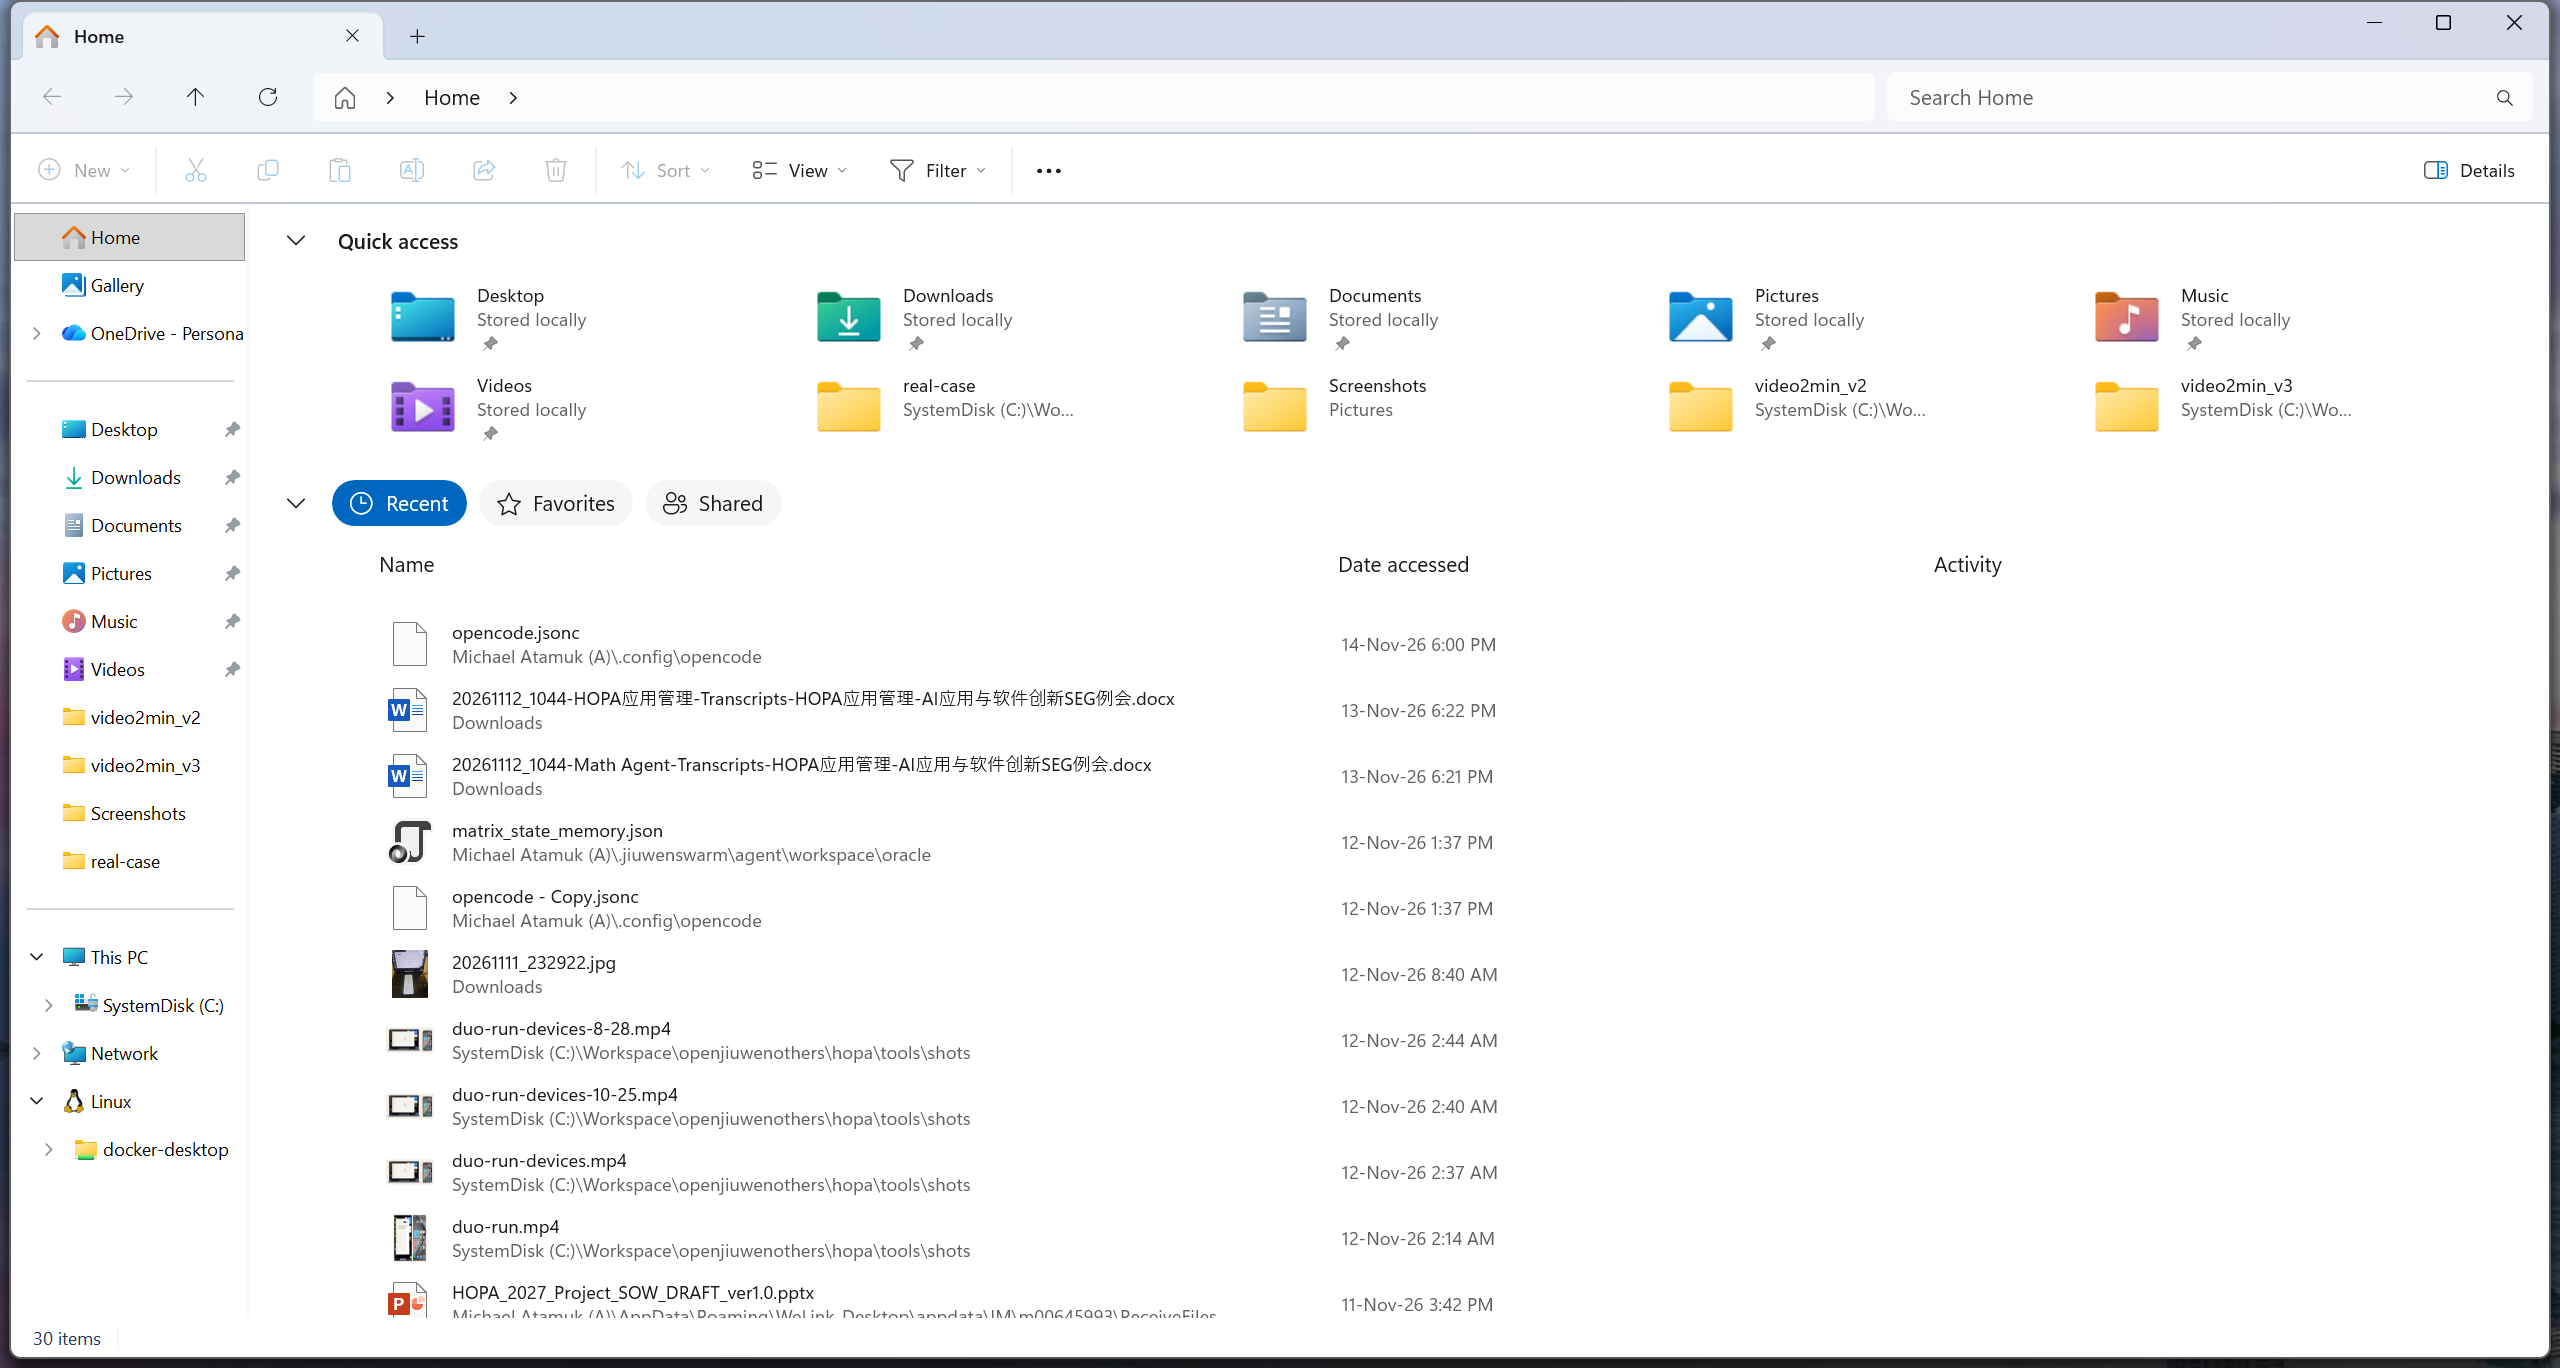 Home
Home
Search Home
New
Sort
View
Filter
Details
Home
Gallery
OneDrive - Persona
Desktop
Downloads
Documents
Pictures
Music
Videos
video2min_v2
video2min_v3
Screenshots
real-case
This PC
SystemDisk (C:)
Network
Linux
docker-desktop
Quick access
Desktop
Stored locally
Downloads
Stored locally
Documents
Stored locally
Pictures
Stored locally
Music
Stored locally
Videos
Stored locally
real-case
SystemDisk (C:)\Wo...
Screenshots
Pictures
video2min_v2
SystemDisk (C:)\Wo...
video2min_v3
SystemDisk (C:)\Wo...
Recent
Favorites
Shared
Name
Date accessed
Activity
opencode.jsonc
Michael Atamuk (A)\.config\opencode
14-Nov-26 6:00 PM
20261112_1044-HOPA应用管理-Transcripts-HOPA应用管理-AI应用与软件创新SEG例会.docx
Downloads
13-Nov-26 6:22 PM
20261112_1044-Math Agent-Transcripts-HOPA应用管理-AI应用与软件创新SEG例会.docx
Downloads
13-Nov-26 6:21 PM
matrix_state_memory.json
Michael Atamuk (A)\.jiuwenswarm\agent\workspace\oracle
12-Nov-26 1:37 PM
opencode - Copy.jsonc
Michael Atamuk (A)\.config\opencode
12-Nov-26 1:37 PM
20261111_232922.jpg
Downloads
12-Nov-26 8:40 AM
duo-run-devices-8-28.mp4
SystemDisk (C:)\Workspace\openjiuwenothers\hopa\tools\shots
12-Nov-26 2:44 AM
duo-run-devices-10-25.mp4
SystemDisk (C:)\Workspace\openjiuwenothers\hopa\tools\shots
12-Nov-26 2:40 AM
duo-run-devices.mp4
SystemDisk (C:)\Workspace\openjiuwenothers\hopa\tools\shots
12-Nov-26 2:37 AM
duo-run.mp4
SystemDisk (C:)\Workspace\openjiuwenothers\hopa\tools\shots
12-Nov-26 2:14 AM
HOPA_2027_Project_SOW_DRAFT_ver1.0.pptx
Michael Atamuk (A)\AppData\Roaming\WeLink_Desktop\appdata\IM\m00645993\ReceiveFiles
11-Nov-26 3:42 PM
30 items